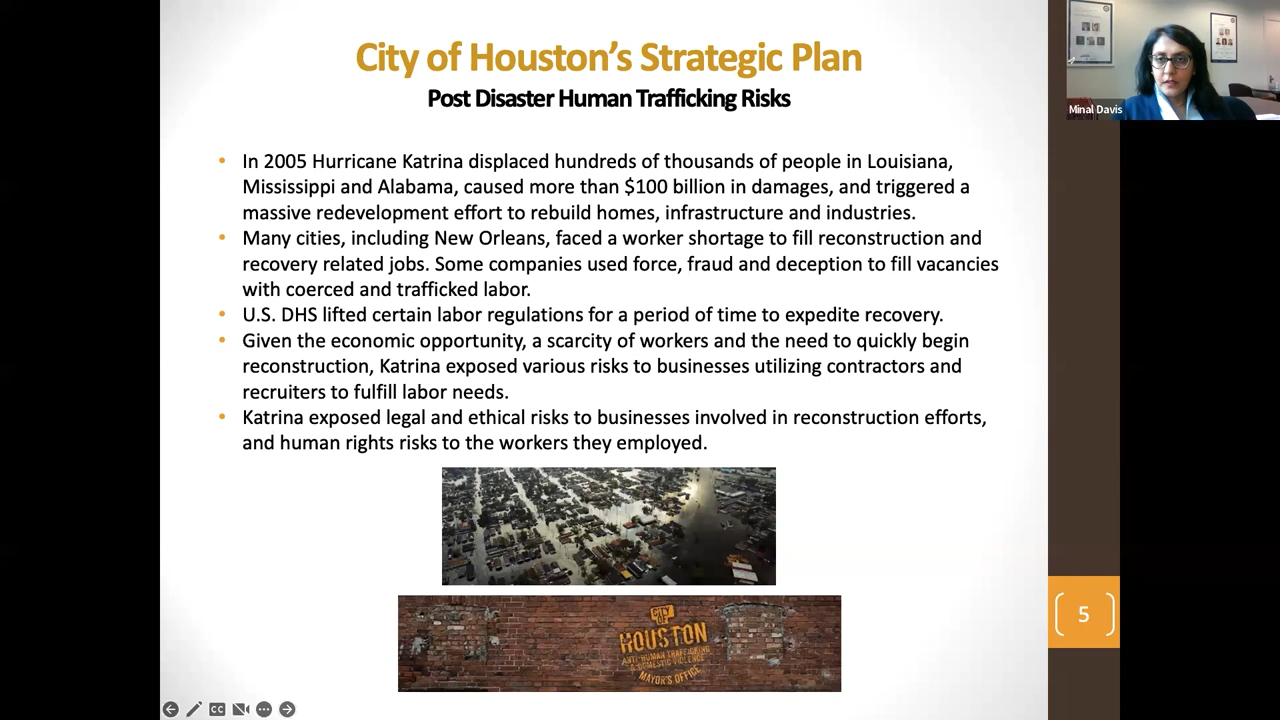 City of Houston's Strategic Plan
Post Disaster Human Trafficking Risks
• In 2005 Hurricane Katrina displaced hundreds of thousands of people in Louisiana,
Mississippi and Alabama, caused more than $100 billion in damages, and triggered a
massive redevelopment effort to rebuild homes, infrastructure and industries.
• Many cities, including New Orleans, faced a worker shortage to fill reconstruction and
recovery related jobs. Some companies used force, fraud and deception to fill vacancies
with coerced and trafficked labor.
• U.S. DHS lifted certain labor regulations for a period of time to expedite recovery.
• Given the economic opportunity, a scarcity of workers and the need to quickly begin
reconstruction, Katrina exposed various risks to businesses utilizing contractors and
recruiters to fulfill labor needs.
• Katrina exposed legal and ethical risks to businesses involved in reconstruction efforts,
and human rights risks to the workers they employed.
CITY
OF
HOUSTON
ANTI-HUMAN TRAFFICKING
& DOMESTIC VIOLENCE
MAYOR'S OFFICE
5
Minal Davis
CC